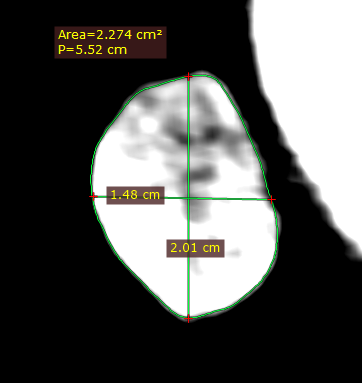 Area=2.274 cm²
P=5.52 cm
1.48 cm
2.01 cm